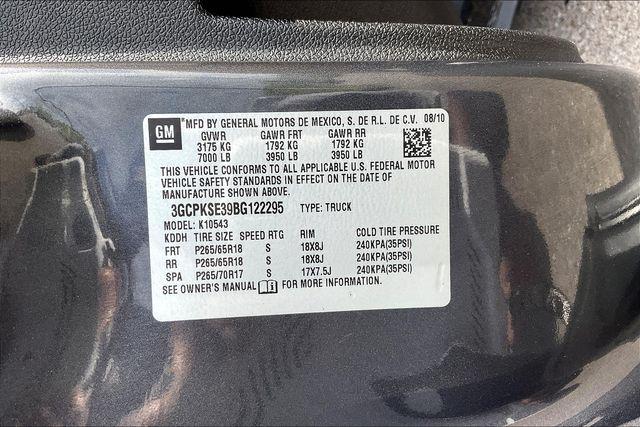 GM
MFD BY GENERAL MOTORS DE MEXICO, S. DE R.L. DE C.V. 08/10
GVWR GAWR FRT GAWR RR
3175 KG 1792 KG 1792 KG
7000 LB 3950 LB 3950 LB
THIS VEHICLE CONFORMS TO ALL APPLICABLE U.S. FEDERAL MOTOR
VEHICLE SAFETY STANDARDS IN EFFECT ON THE DATE OF
MANUFACTURE SHOWN ABOVE.
3GCPKSE39BG122295 TYPE: TRUCK
MODEL: K10543
KDDH TIRE SIZE SPEED RTG RIM COLD TIRE PRESSURE
FRT P265/65R18 S 18X8J 240KPA(35PSI)
RR P265/65R18 S 18X8J 240KPA(35PSI)
SPA P265/70R17 S 17X7.5J 240KPA(35PSI)
SEE OWNER'S MANUAL FOR MORE INFORMATION.